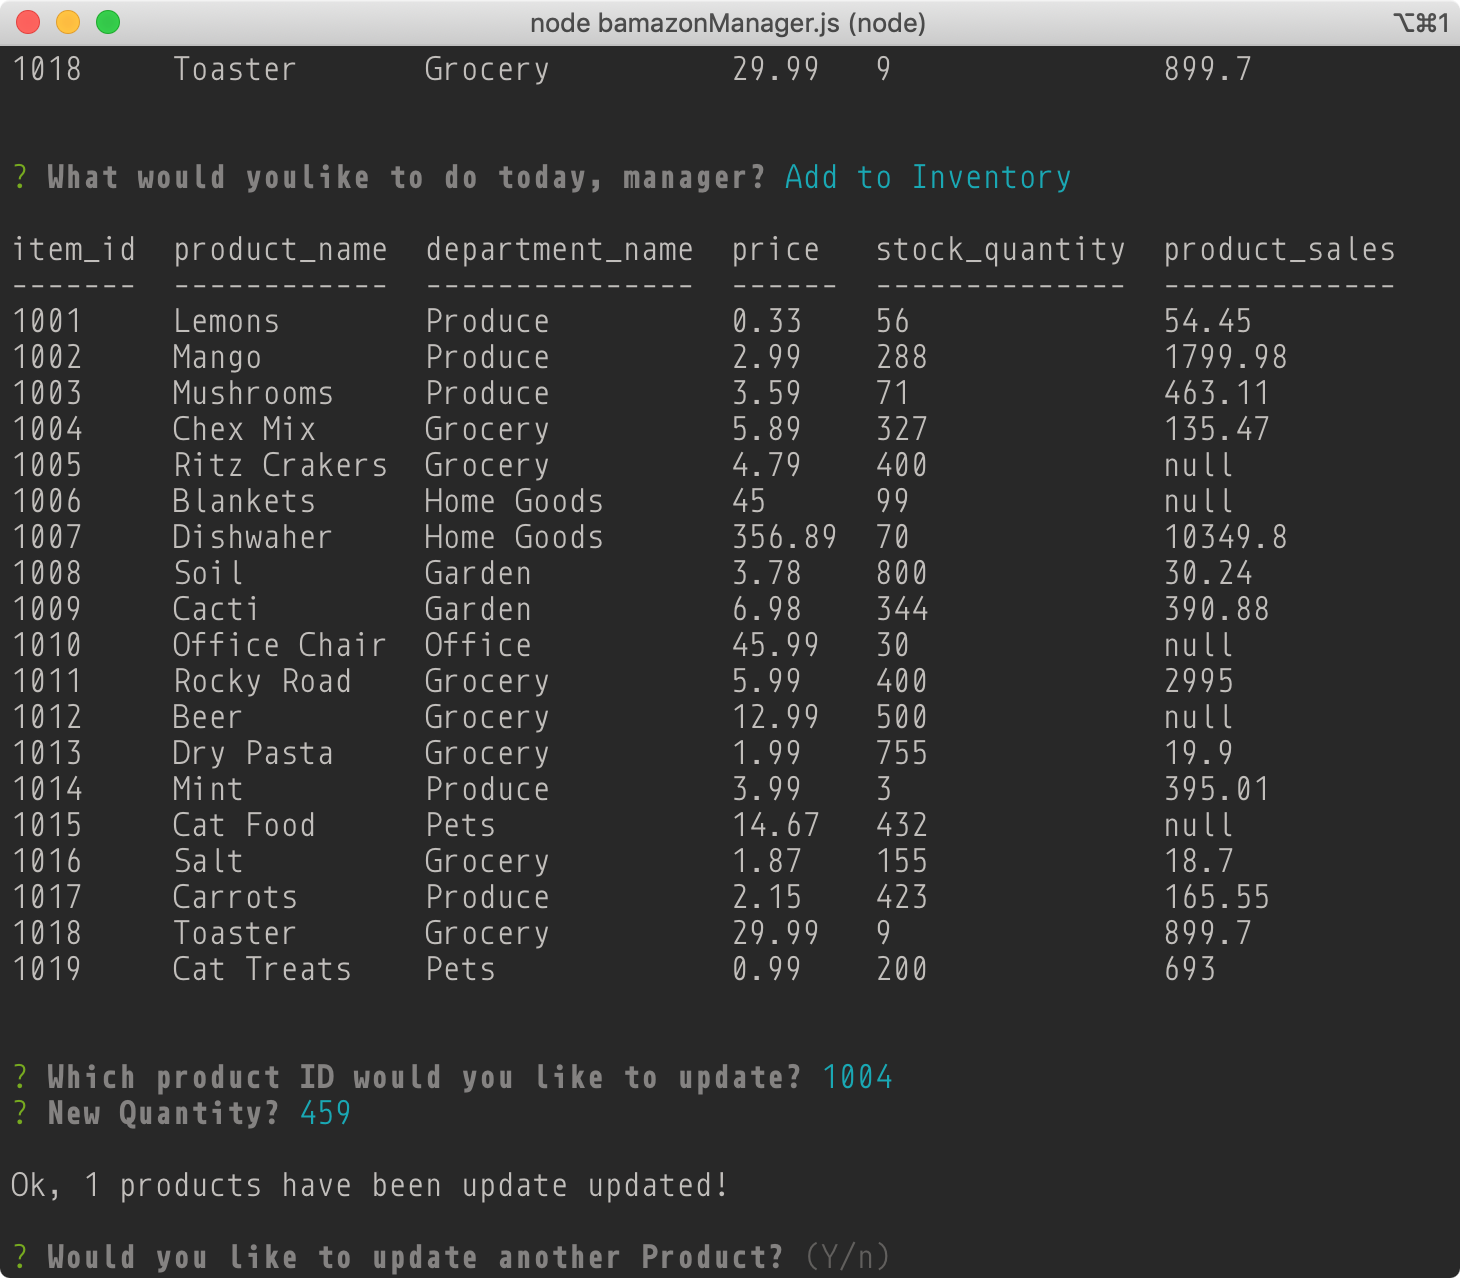 node bamazonManager.js (node) ⌥⌘1
1018 Toaster Grocery 29.99 9 899.7
? What would youlike to do today, manager? Add to Inventory
item_id product_name department_name price stock_quantity product_sales
------- ------------ --------------- ------ -------------- -------------
1001 Lemons Produce 0.33 56 54.45
1002 Mango Produce 2.99 288 1799.98
1003 Mushrooms Produce 3.59 71 463.11
1004 Chex Mix Grocery 5.89 327 135.47
1005 Ritz Crakers Grocery 4.79 400 null
1006 Blankets Home Goods 45 99 null
1007 Dishwaher Home Goods 356.89 70 10349.8
1008 Soil Garden 3.78 800 30.24
1009 Cacti Garden 6.98 344 390.88
1010 Office Chair Office 45.99 30 null
1011 Rocky Road Grocery 5.99 400 2995
1012 Beer Grocery 12.99 500 null
1013 Dry Pasta Grocery 1.99 755 19.9
1014 Mint Produce 3.99 3 395.01
1015 Cat Food Pets 14.67 432 null
1016 Salt Grocery 1.87 155 18.7
1017 Carrots Produce 2.15 423 165.55
1018 Toaster Grocery 29.99 9 899.7
1019 Cat Treats Pets 0.99 200 693
? Which product ID would you like to update? 1004
? New Quantity? 459
Ok, 1 products have been update updated!
? Would you like to update another Product? (Y/n)